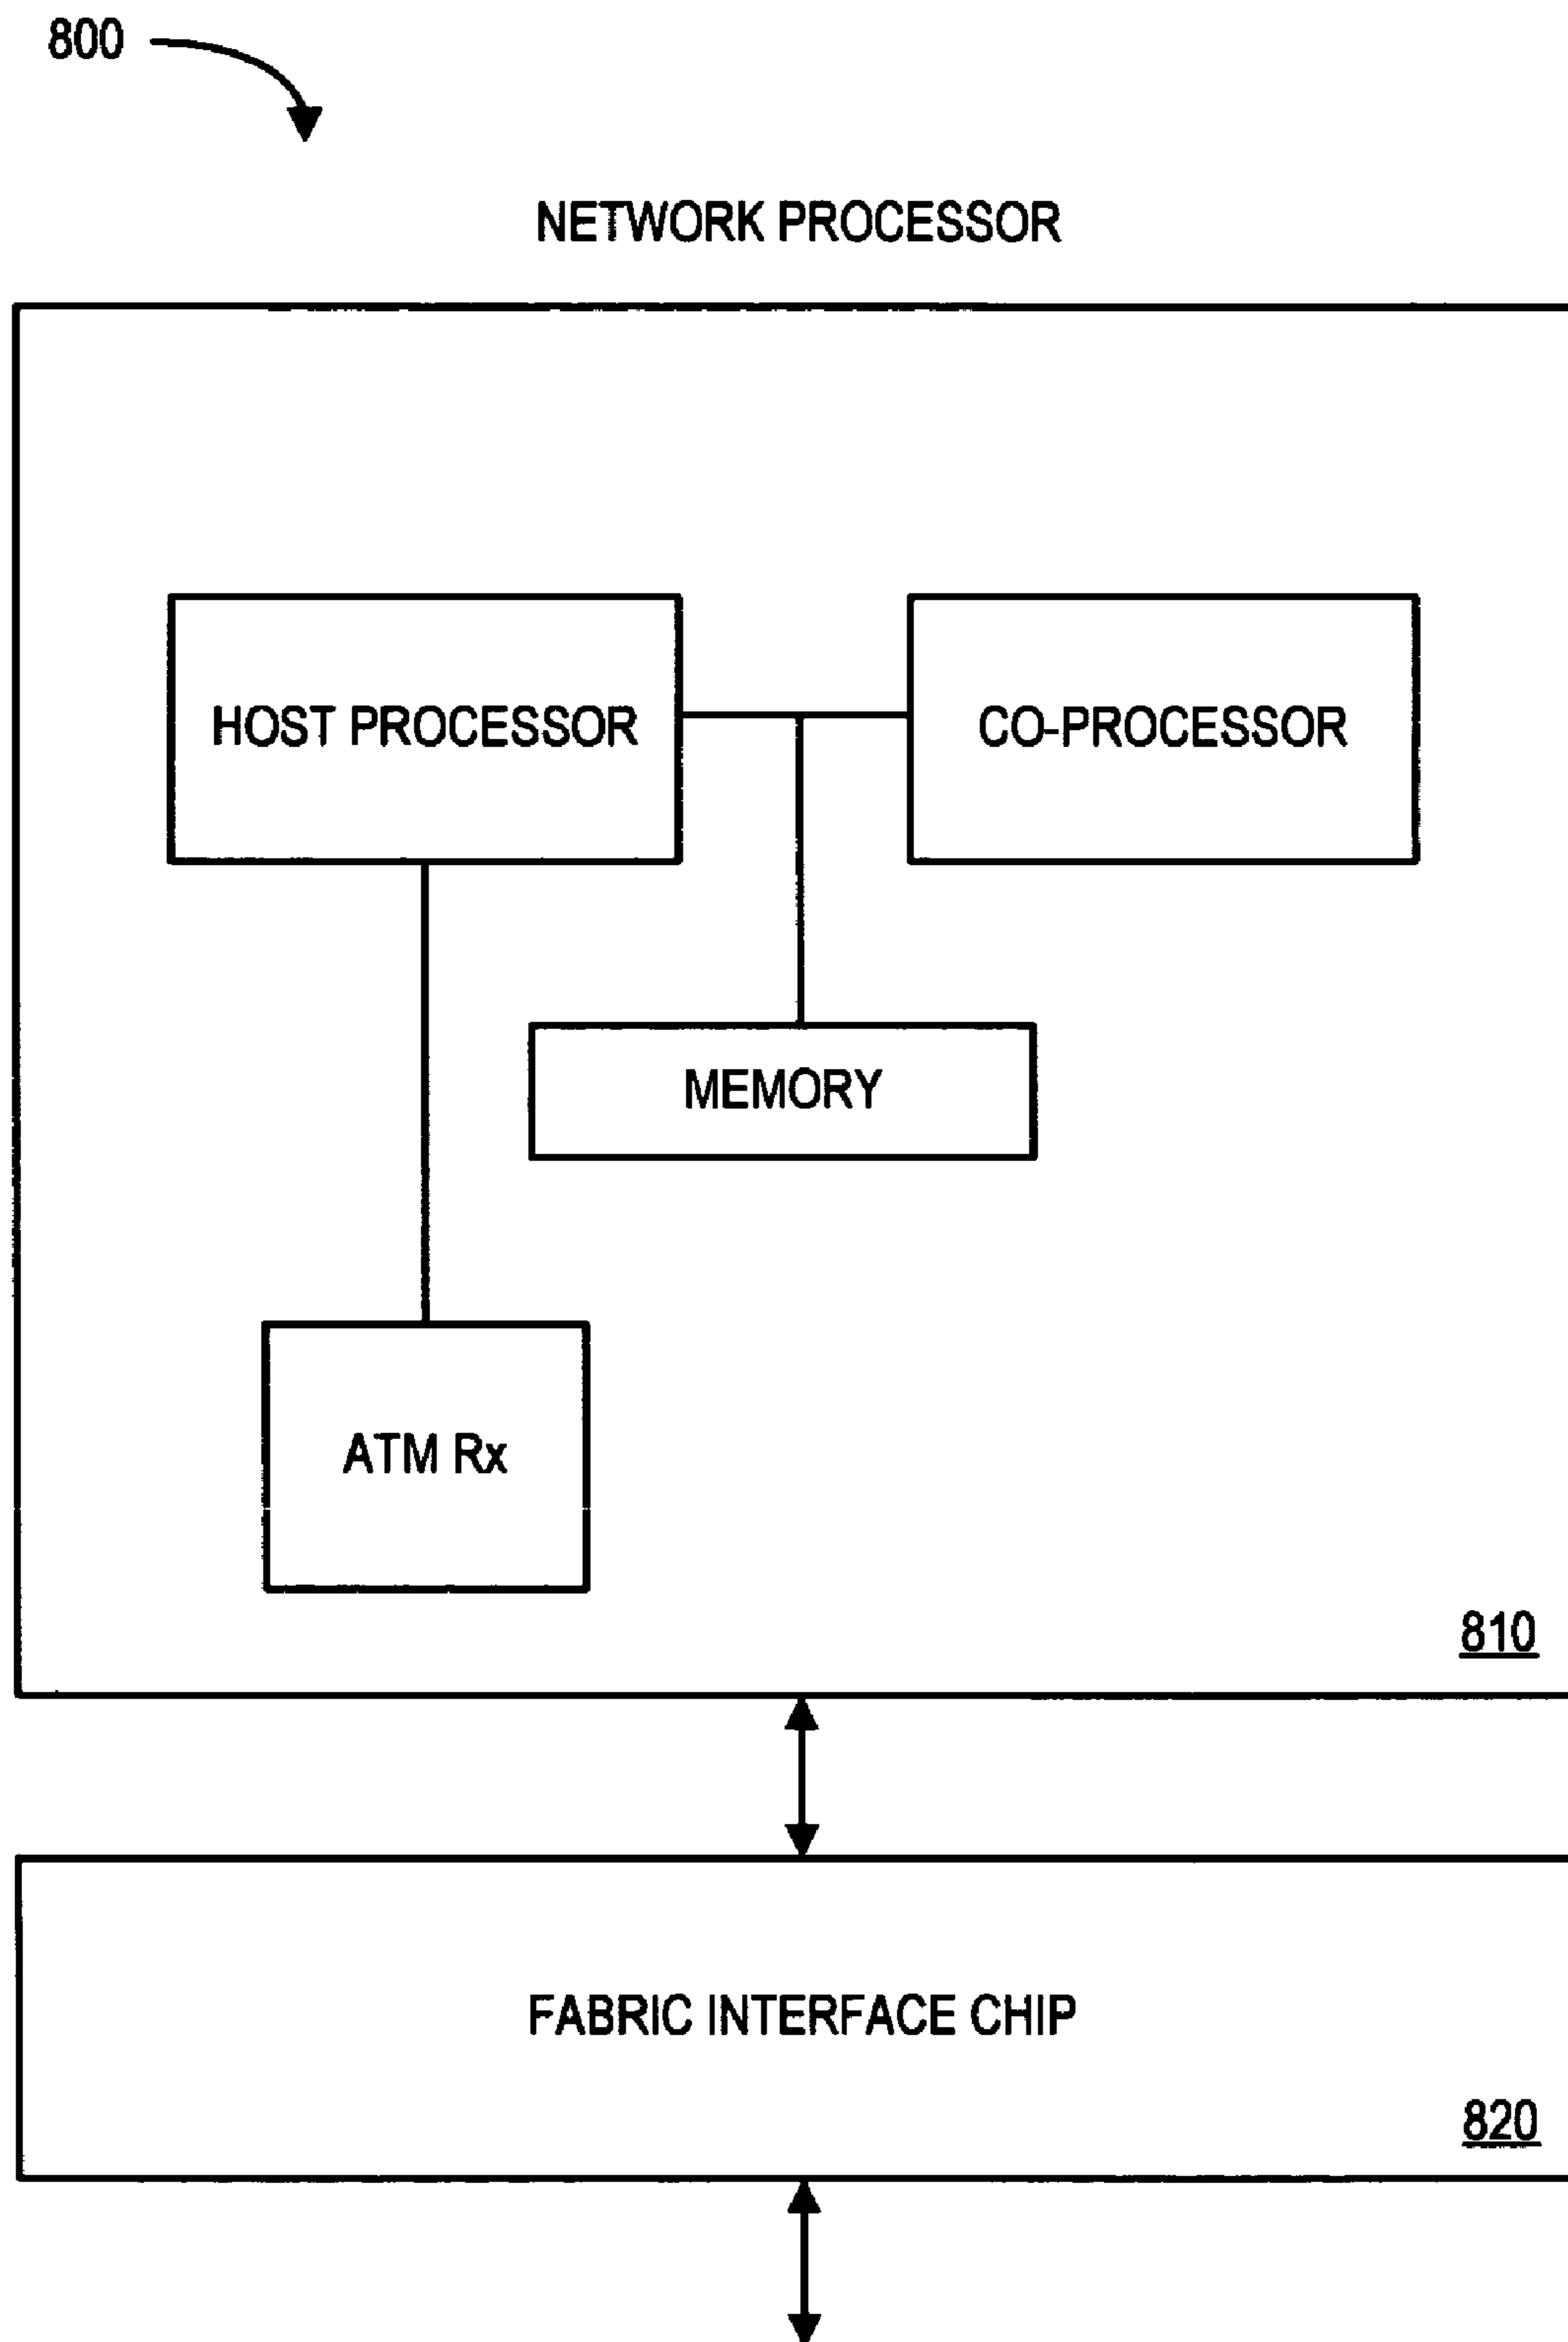 800
NETWORK PROCESSOR
HOST PROCESSOR
CO-PROCESSOR
MEMORY
ATM Rx
810
FABRIC INTERFACE CHIP
820